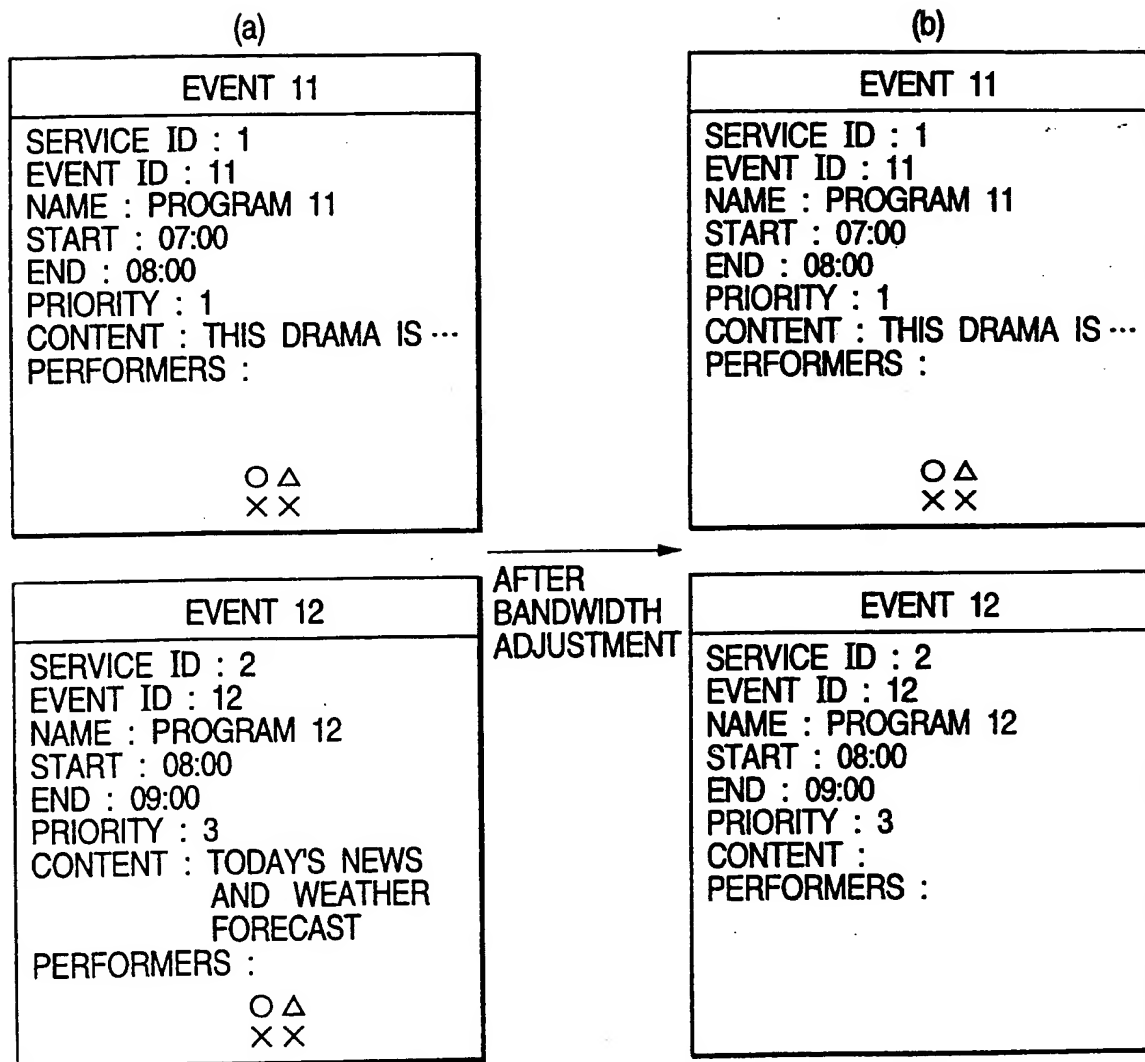 (a)
EVENT 11
SERVICE ID : 1
EVENT ID : 11
NAME : PROGRAM 11
START : 07:00
END : 08:00
PRIORITY : 1
CONTENT : THIS DRAMA IS ···
PERFORMERS :
○△
××
EVENT 12
SERVICE ID : 2
EVENT ID : 12
NAME : PROGRAM 12
START : 08:00
END : 09:00
PRIORITY : 3
CONTENT : TODAY'S NEWS
AND WEATHER
FORECAST
PERFORMERS :
○△
××
AFTER
BANDWIDTH
ADJUSTMENT
(b)
EVENT 11
SERVICE ID : 1
EVENT ID : 11
NAME : PROGRAM 11
START : 07:00
END : 08:00
PRIORITY : 1
CONTENT : THIS DRAMA IS ···
PERFORMERS :
○△
××
EVENT 12
SERVICE ID : 2
EVENT ID : 12
NAME : PROGRAM 12
START : 08:00
END : 09:00
PRIORITY : 3
CONTENT :
PERFORMERS :